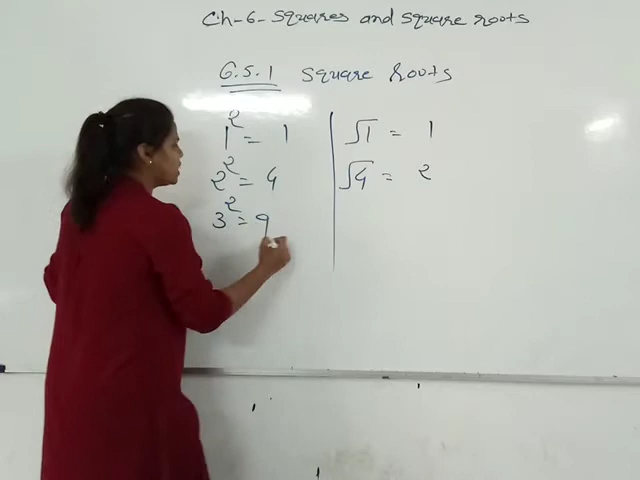 Ch-6- Squares and Square roots
6.5.1 Square Roots
1² = 1 √1 = 1
2² = 4 √4 = 2
3² = 9